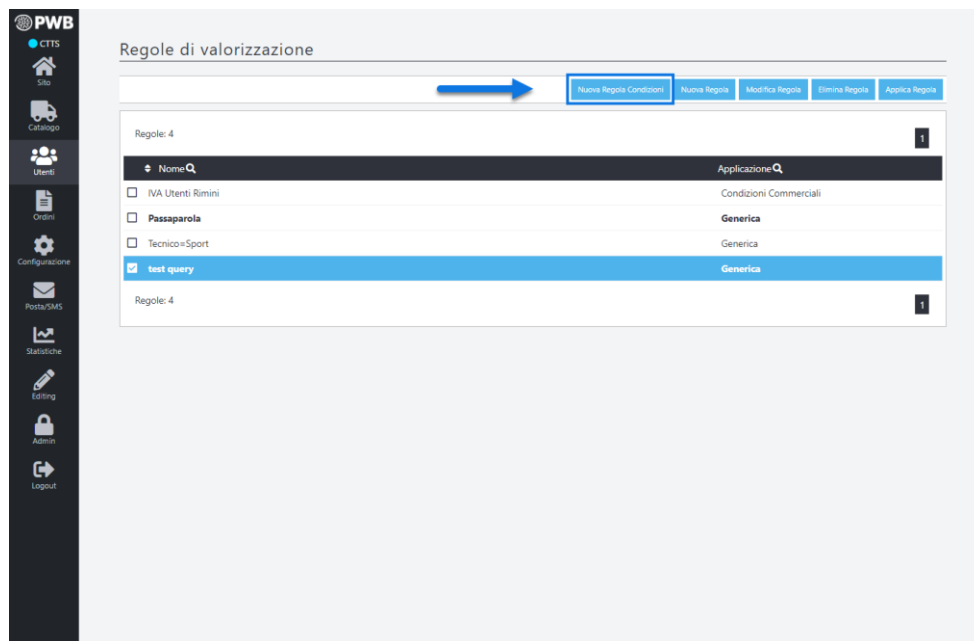 PWB
CTTS
Sito
Catalogo
Utenti
Ordini
Configurazione
Posta/SMS
Statistiche
Editing
Admin
Logout
Regole di valorizzazione
Nuova Regola Condizioni Nuova Regola Modifica Regola Elimina Regola Applica Regola
Regole: 4 1
Nome Applicazione
IVA Utenti Rimini Condizioni Commerciali
Passaparola Generica
Tecnico=Sport Generica
test query Generica
Regole: 4 1